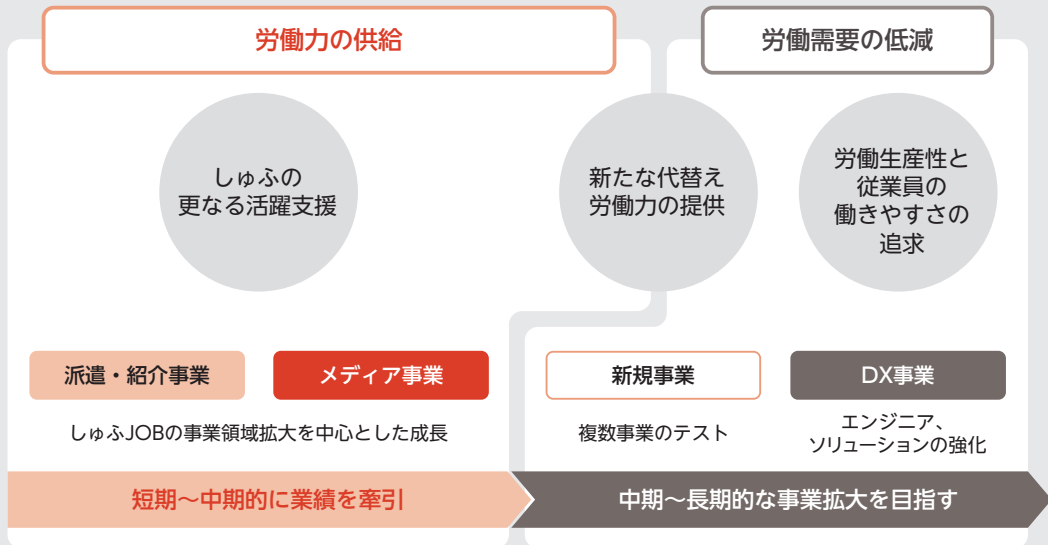 労働力の供給
労働需要の低減
しゅふの
更なる活躍支援
新たな代替え
労働力の提供
労働生産性と
従業員の
働きやすさの
追求
派遣・紹介事業
メディア事業
新規事業
DX事業
しゅふJOBの事業領域拡大を中心とした成長
複数事業のテスト
エンジニア、
ソリューションの強化
短期〜中期的に業績を牽引
中期〜長期的な事業拡大を目指す